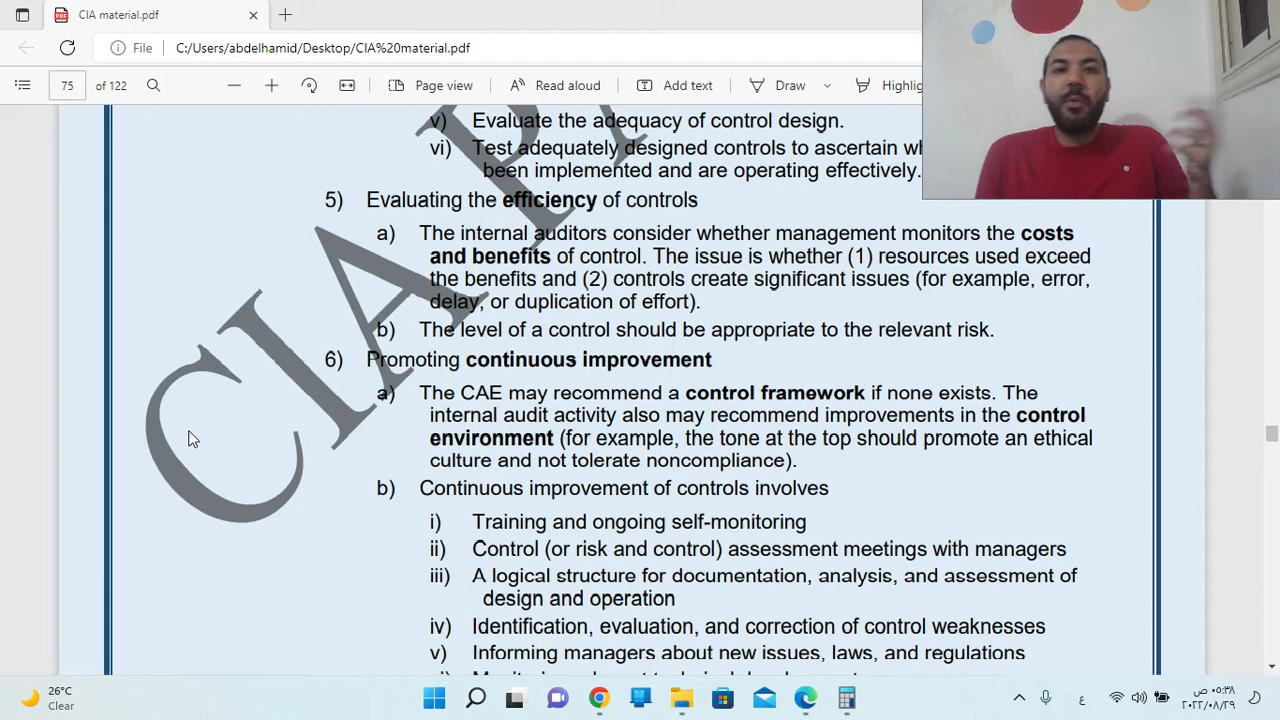 CIA material.pdf
File
C:/Users/abdelhamid/Desktop/CIA%20material.pdf
75 of 122
Page view
Read aloud
Add text
Draw
v) Evaluate the adequacy of control design.
vi) Test adequately designed controls to ascertain
been implemented and are operating effectively.
5) Evaluating the efficiency of controls
a) The internal auditors consider whether management monitors the costs
and benefits of control. The issue is whether (1) resources used exceed
the benefits and (2) controls create significant issues (for example, error,
delay, or duplication of effort).
b) The level of a control should be appropriate to the relevant risk.
6) Promoting continuous improvement
a) The CAE may recommend a control framework if none exists. The
internal audit activity also may recommend improvements in the control
environment (for example, the tone at the top should promote an ethical
culture and not tolerate noncompliance).
b) Continuous improvement of controls involves
i) Training and ongoing self-monitoring
ii) Control (or risk and control) assessment meetings with managers
iii) A logical structure for documentation, analysis, and assessment of
design and operation
iv) Identification, evaluation, and correction of control weaknesses
v) Informing managers about new issues, laws, and regulations
CIA
26°C
Clear
ع
٠٥:٣٨ ص
٢٠٢٢/٠٨/٢٩